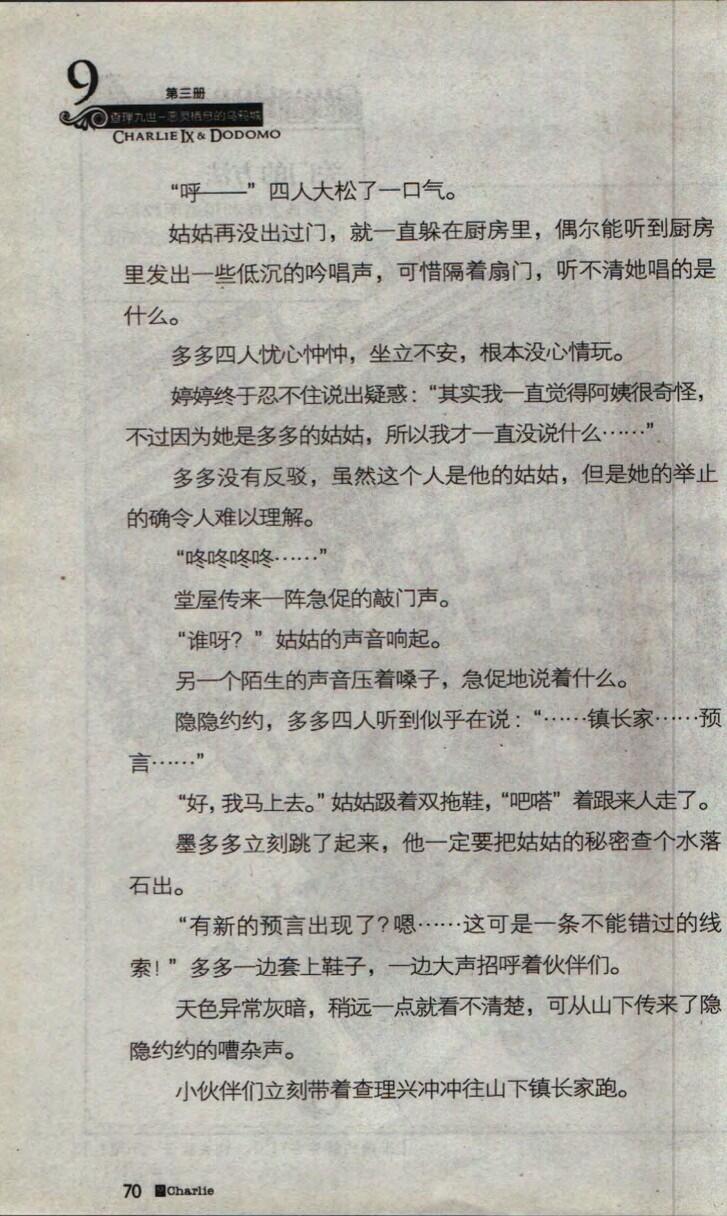 9
第三册
查理九世-恶灵栖息的乌鸦城
CHARLIE IX & DODOMO
“呼——”四人大松了一口气。
姑姑再没出过门，就一直躲在厨房里，偶尔能听到厨房
里发出一些低沉的吟唱声，可惜隔着扇门，听不清她唱的是
什么。
多多四人忧心忡忡，坐立不安，根本没心情玩。
婷婷终于忍不住说出疑惑：“其实我一直觉得阿姨很奇怪，
不过因为她是多多的姑姑，所以我才一直没说什么……”
多多没有反驳，虽然这个人是他的姑姑，但是她的举止
的确令人难以理解。
“咚咚咚咚……”
堂屋传来一阵急促的敲门声。
“谁呀？”姑姑的声音响起。
另一个陌生的声音压着嗓子，急促地说着什么。
隐隐约约，多多四人听到似乎在说：“……镇长家……预
言……”
“好，我马上去。”姑姑趿着双拖鞋，“吧嗒”着跟来人走了。
墨多多立刻跳了起来，他一定要把姑姑的秘密查个水落
石出。
“有新的预言出现了？嗯……这可是一条不能错过的线
索！”多多一边套上鞋子，一边大声招呼着伙伴们。
天色异常灰暗，稍远一点就看不清楚，可从山下传来了隐
隐约约的嘈杂声。
小伙伴们立刻带着查理兴冲冲往山下镇长家跑。
70 Charlie